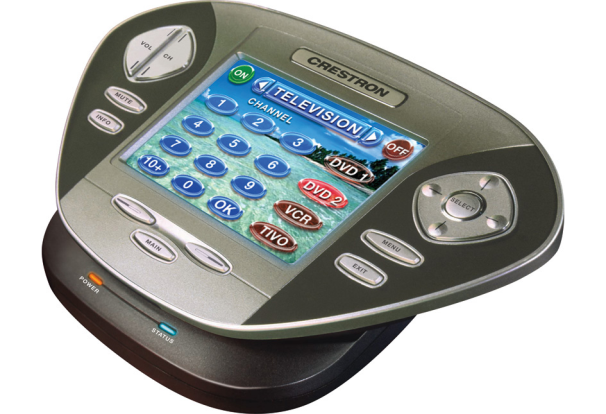 CRESTRON
VOL CH
MUTE
INFO
ON
TELEVISION
OFF
CHANNEL
1 2 3
4 5 6
7 8 9
10+ 0 OK
DVD 1
DVD 2
VCR
TIVO
SELECT
MENU
EXIT
MAIN
POWER
STATUS